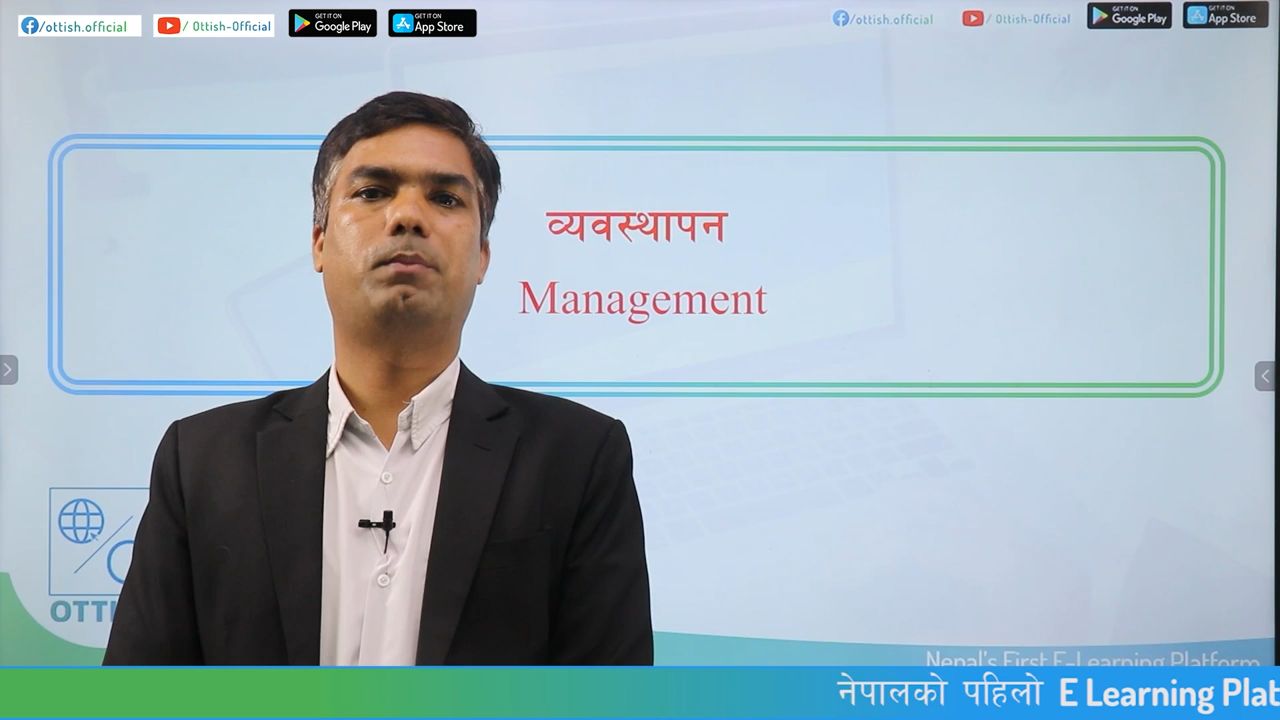 /ottish.official
/ Ottish-Official
GET IT ON
Google Play
GET IT ON
App Store
/ottish.official
/ Ottish-Official
GET IT ON
Google Play
GET IT ON
App Store
व्यवस्थापन
Management
OTTI
Nepal's First E-Learning Platform
नेपालको पहिलो E Learning Plat